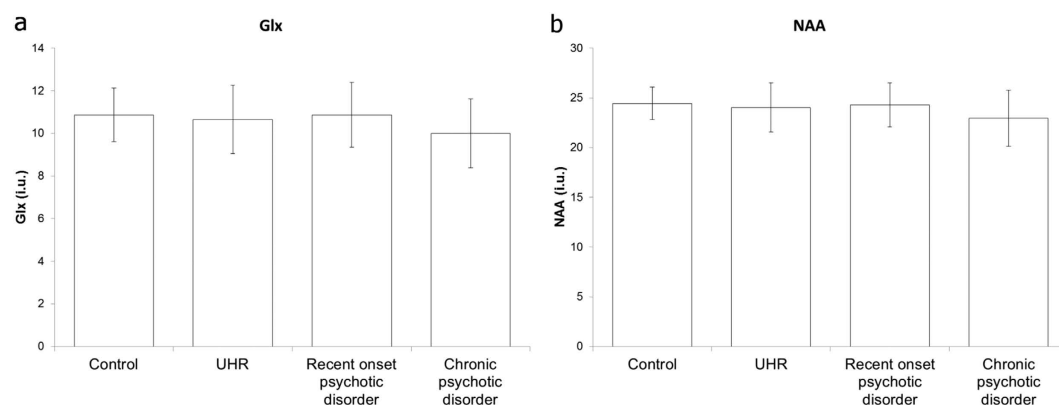 a
Glx
14
12
10
8
6
4
2
0
Glx (i.u.)
Control
UHR
Recent onset
psychotic
disorder
Chronic
psychotic
disorder
b
NAA
30
25
20
15
10
5
0
NAA (i.u.)
Control
UHR
Recent onset
psychotic
disorder
Chronic
psychotic
disorder